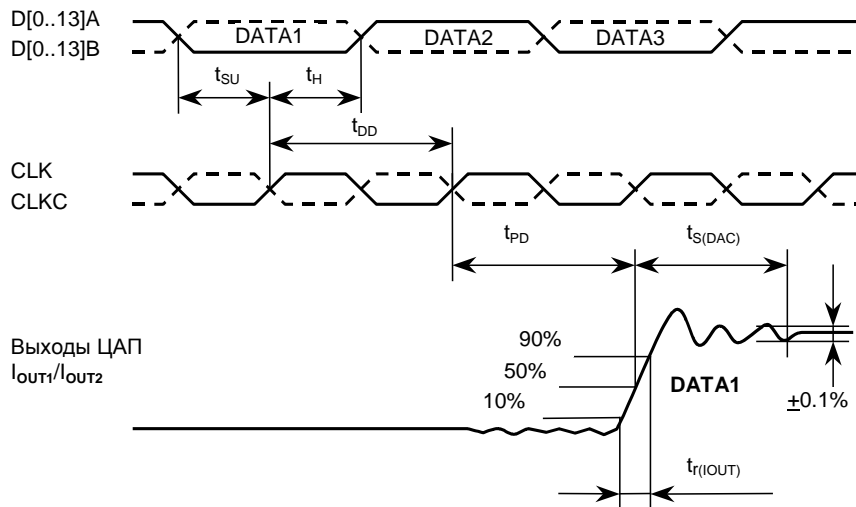 D[0..13]A
D[0..13]B
DATA1
DATA2
DATA3
tSU
tH
tDD
CLK
CLKC
tPD
tS(DAC)
Выходы ЦАП
IOUT1/IOUT2
90%
50%
10%
DATA1
±0.1%
tr(IOUT)